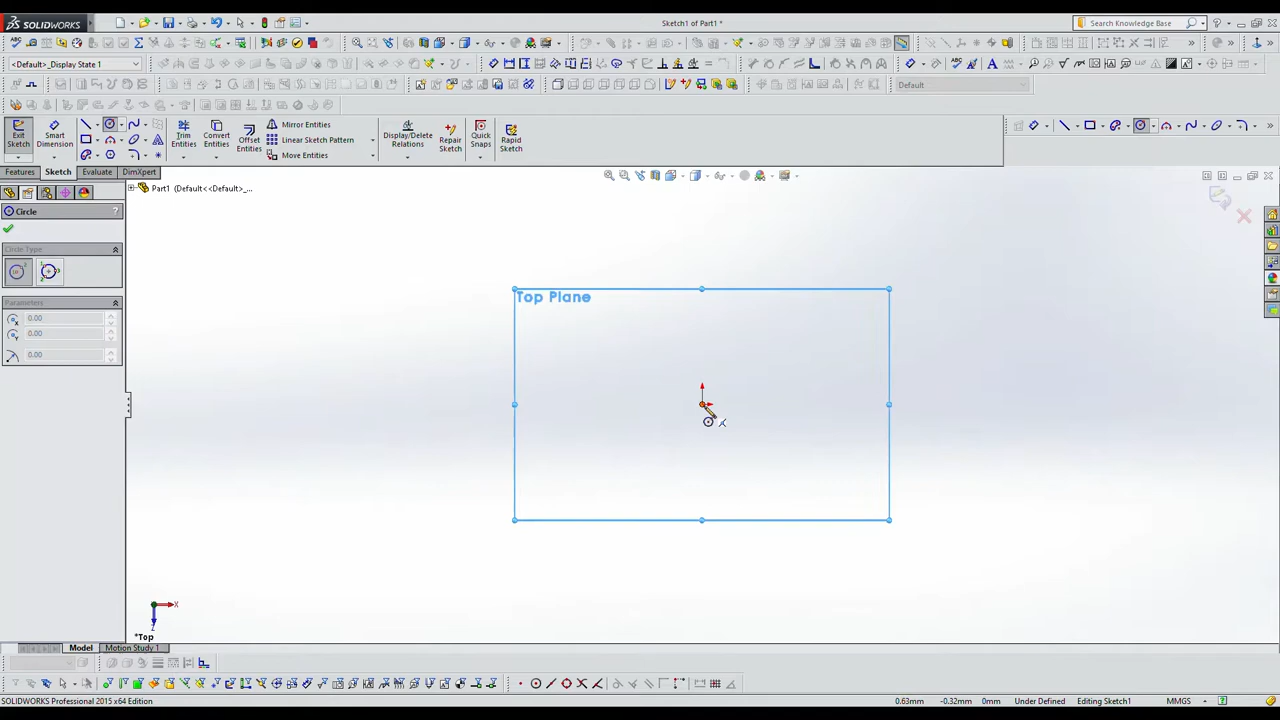 SOLIDWORKS
Sketch1 of Part1 *
Search Knowledge Base
<Default>_Display State 1
Default
Exit Sketch
Smart Dimension
Trim Entities
Convert Entities
Offset Entities
Mirror Entities
Linear Sketch Pattern
Move Entities
Display/Delete Relations
Repair Sketch
Quick Snaps
Rapid Sketch
Features
Sketch
Evaluate
DimXpert
Part1 (Default<<Default>_...
Circle
?
Circle Type
Parameters
0.00
0.00
0.00
Top Plane
X
Z
*Top
Model
Motion Study 1
SOLIDWORKS Professional 2015 x64 Edition
0.63mm
-0.32mm
0mm
Under Defined
Editing Sketch1
MMGS